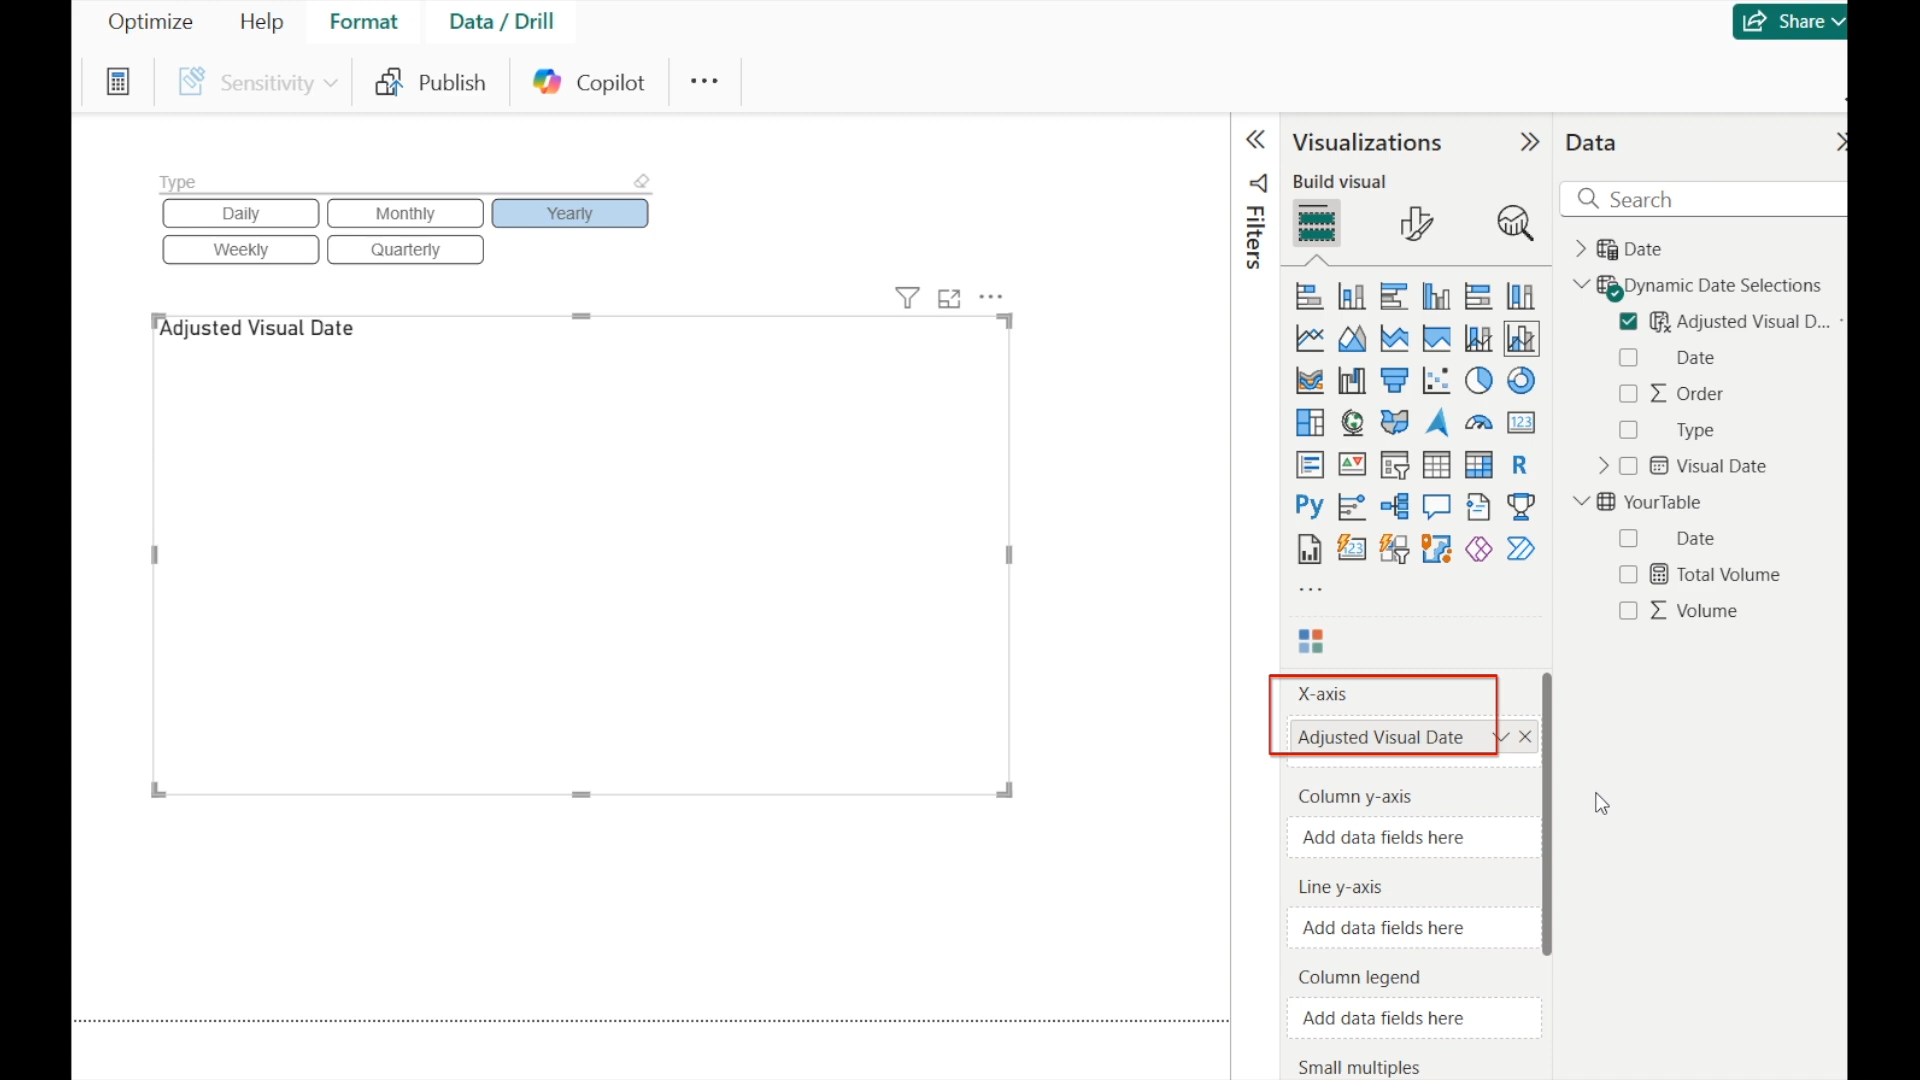 Optimize
Help
Format
Data / Drill
Share
Sensitivity
Publish
Copilot
Type
Daily
Monthly
Yearly
Weekly
Quarterly
Adjusted Visual Date
Filters
Visualizations
Build visual
123
R
Py
123
X-axis
Adjusted Visual Date
Column y-axis
Add data fields here
Line y-axis
Add data fields here
Column legend
Add data fields here
Small multiples
Data
Search
Date
Dynamic Date Selections
Adjusted Visual D...
Date
Order
Type
Visual Date
YourTable
Date
Total Volume
Volume